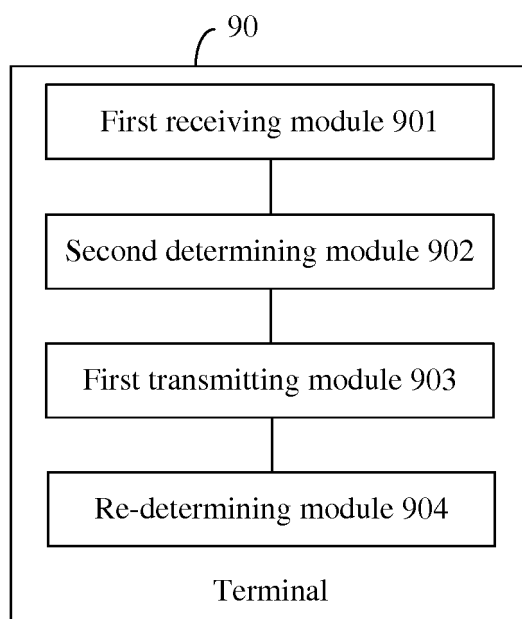 90
First receiving module 901
Second determining module 902
First transmitting module 903
Re-determining module 904
Terminal